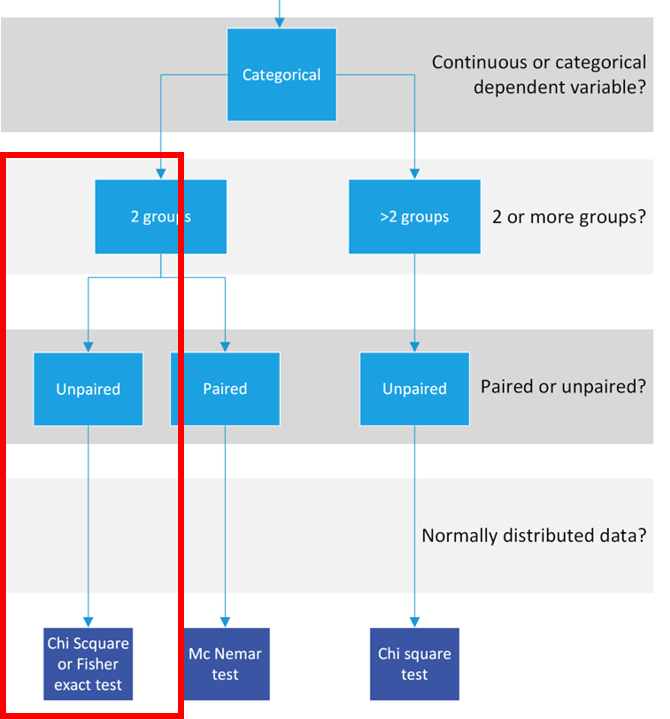 Categorical
Continuous or categorical
dependent variable?
2 groups
>2 groups
2 or more groups?
Unpaired
Paired
Unpaired
Paired or unpaired?
Normally distributed data?
Chi Scquare
or Fisher
exact test
Mc Nemar
test
Chi square
test